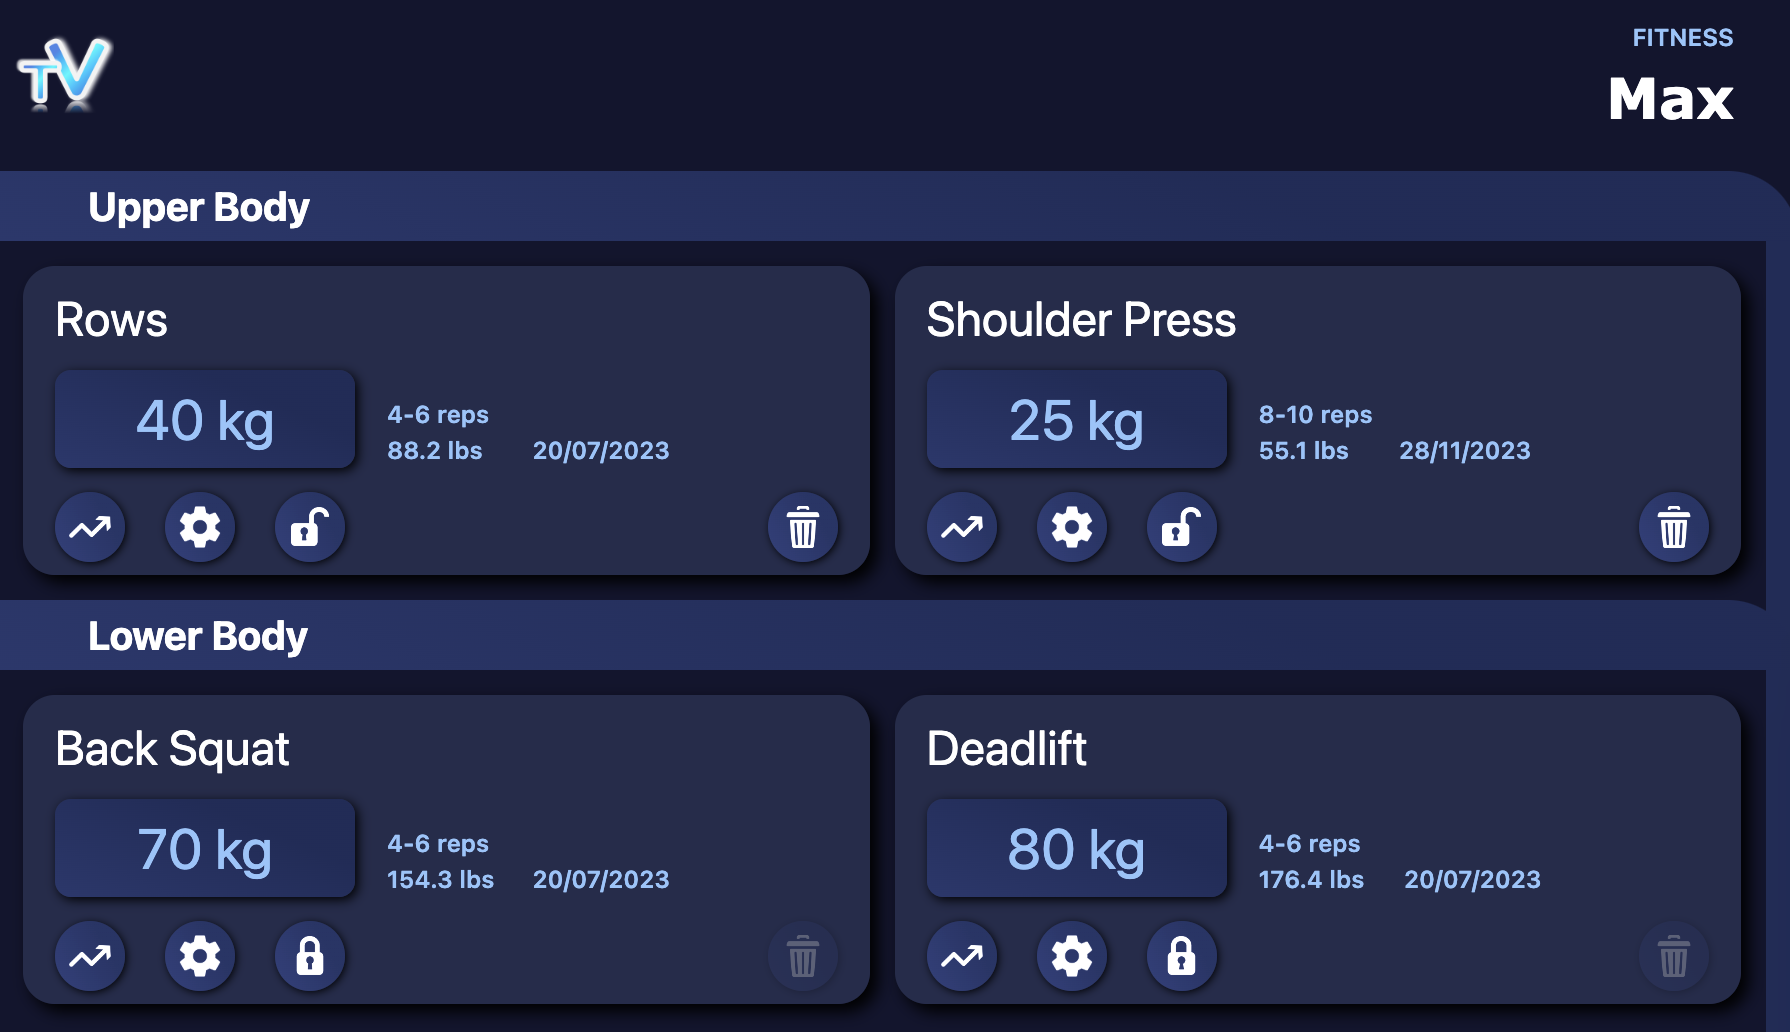 TV
FITNESS
Max
Upper Body
Rows
40 kg
4-6 reps
88.2 lbs 20/07/2023
Shoulder Press
25 kg
8-10 reps
55.1 lbs 28/11/2023
Lower Body
Back Squat
70 kg
4-6 reps
154.3 lbs 20/07/2023
Deadlift
80 kg
4-6 reps
176.4 lbs 20/07/2023